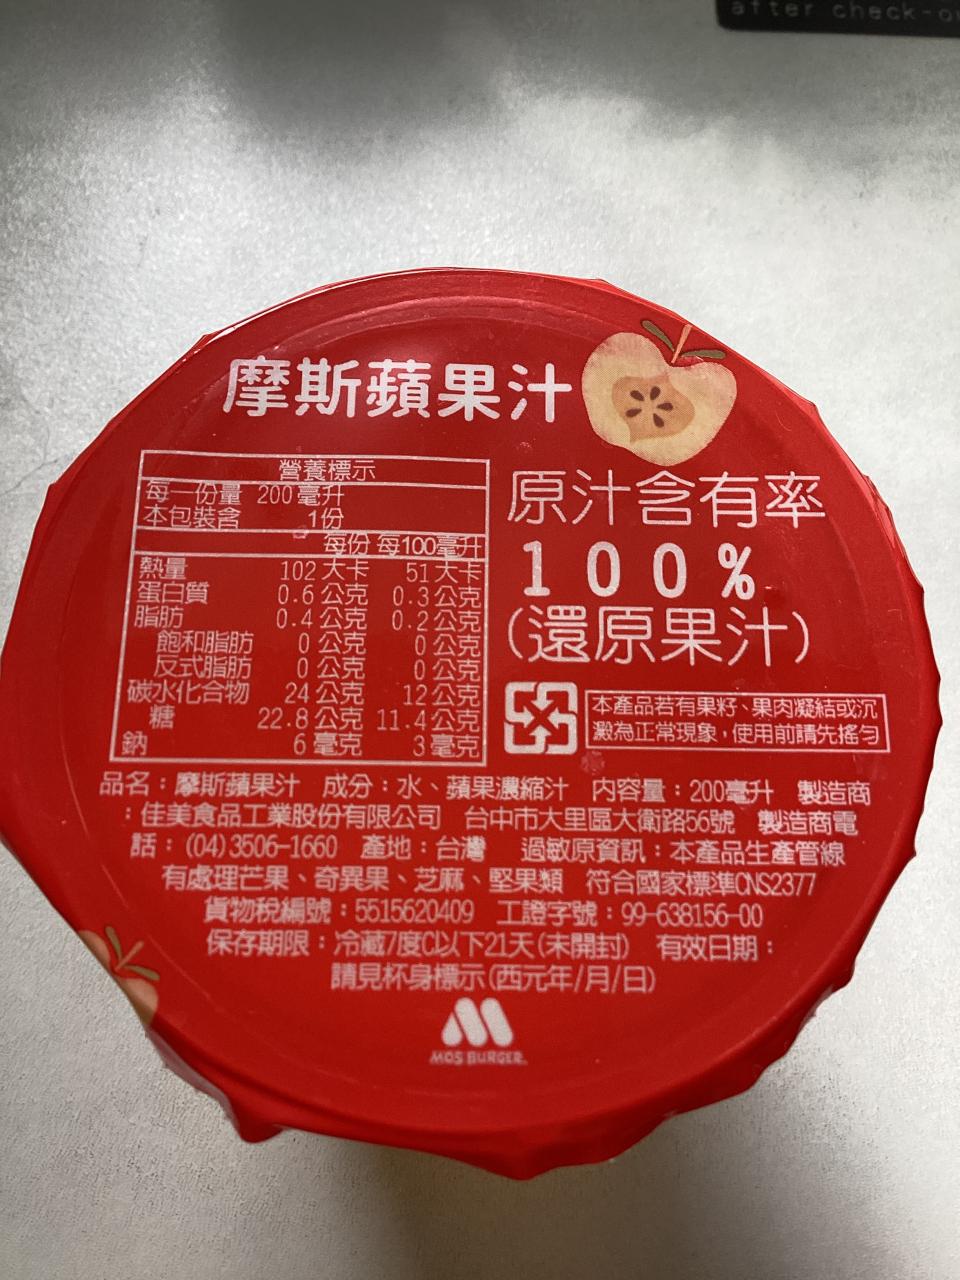 after check-o
摩斯蘋果汁
營養標示
每一份量 200毫升
本包裝含 1份
每份 每100毫升
熱量 102大卡 51大卡
蛋白質 0.6公克 0.3公克
脂肪 0.4公克 0.2公克
飽和脂肪 0公克 0公克
反式脂肪 0公克 0公克
碳水化合物 24公克 12公克
糖 22.8公克 11.4公克
鈉 6毫克 3毫克
原汁含有率
100%
(還原果汁)
本產品若有果籽、果肉凝結或沉
澱為正常現象，使用前請先搖勻
品名：摩斯蘋果汁 成分：水、蘋果濃縮汁 內容量：200毫升 製造商
：佳美食品工業股份有限公司 台中市大里區大衛路56號 製造商電
話：(04)3506-1660 產地：台灣 過敏原資訊：本產品生產管線
有處理芒果、奇異果、芝麻、堅果類 符合國家標準CNS2377
貨物稅編號：5515620409 工證字號：99-638156-00
保存期限：冷藏7度C以下21天(未開封) 有效日期：
請見杯身標示(西元年/月/日)
MOS BURGER